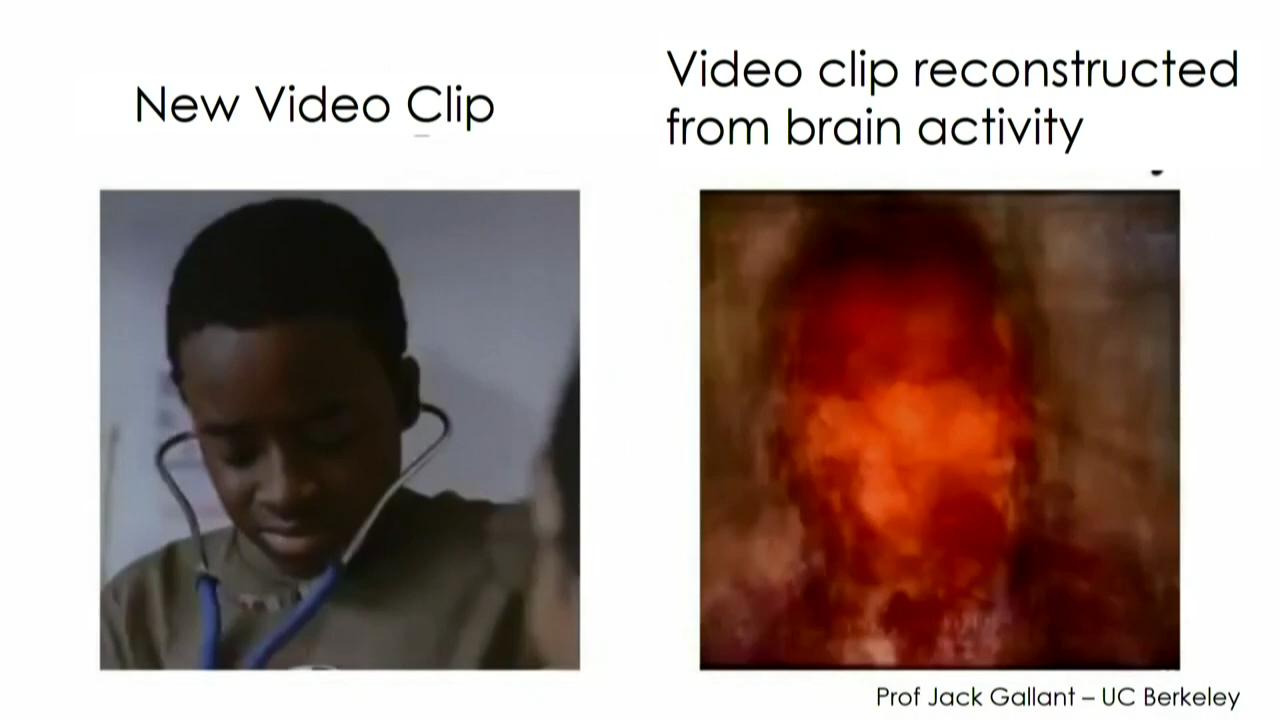 New Video Clip
Video clip reconstructed
from brain activity
Prof Jack Gallant – UC Berkeley